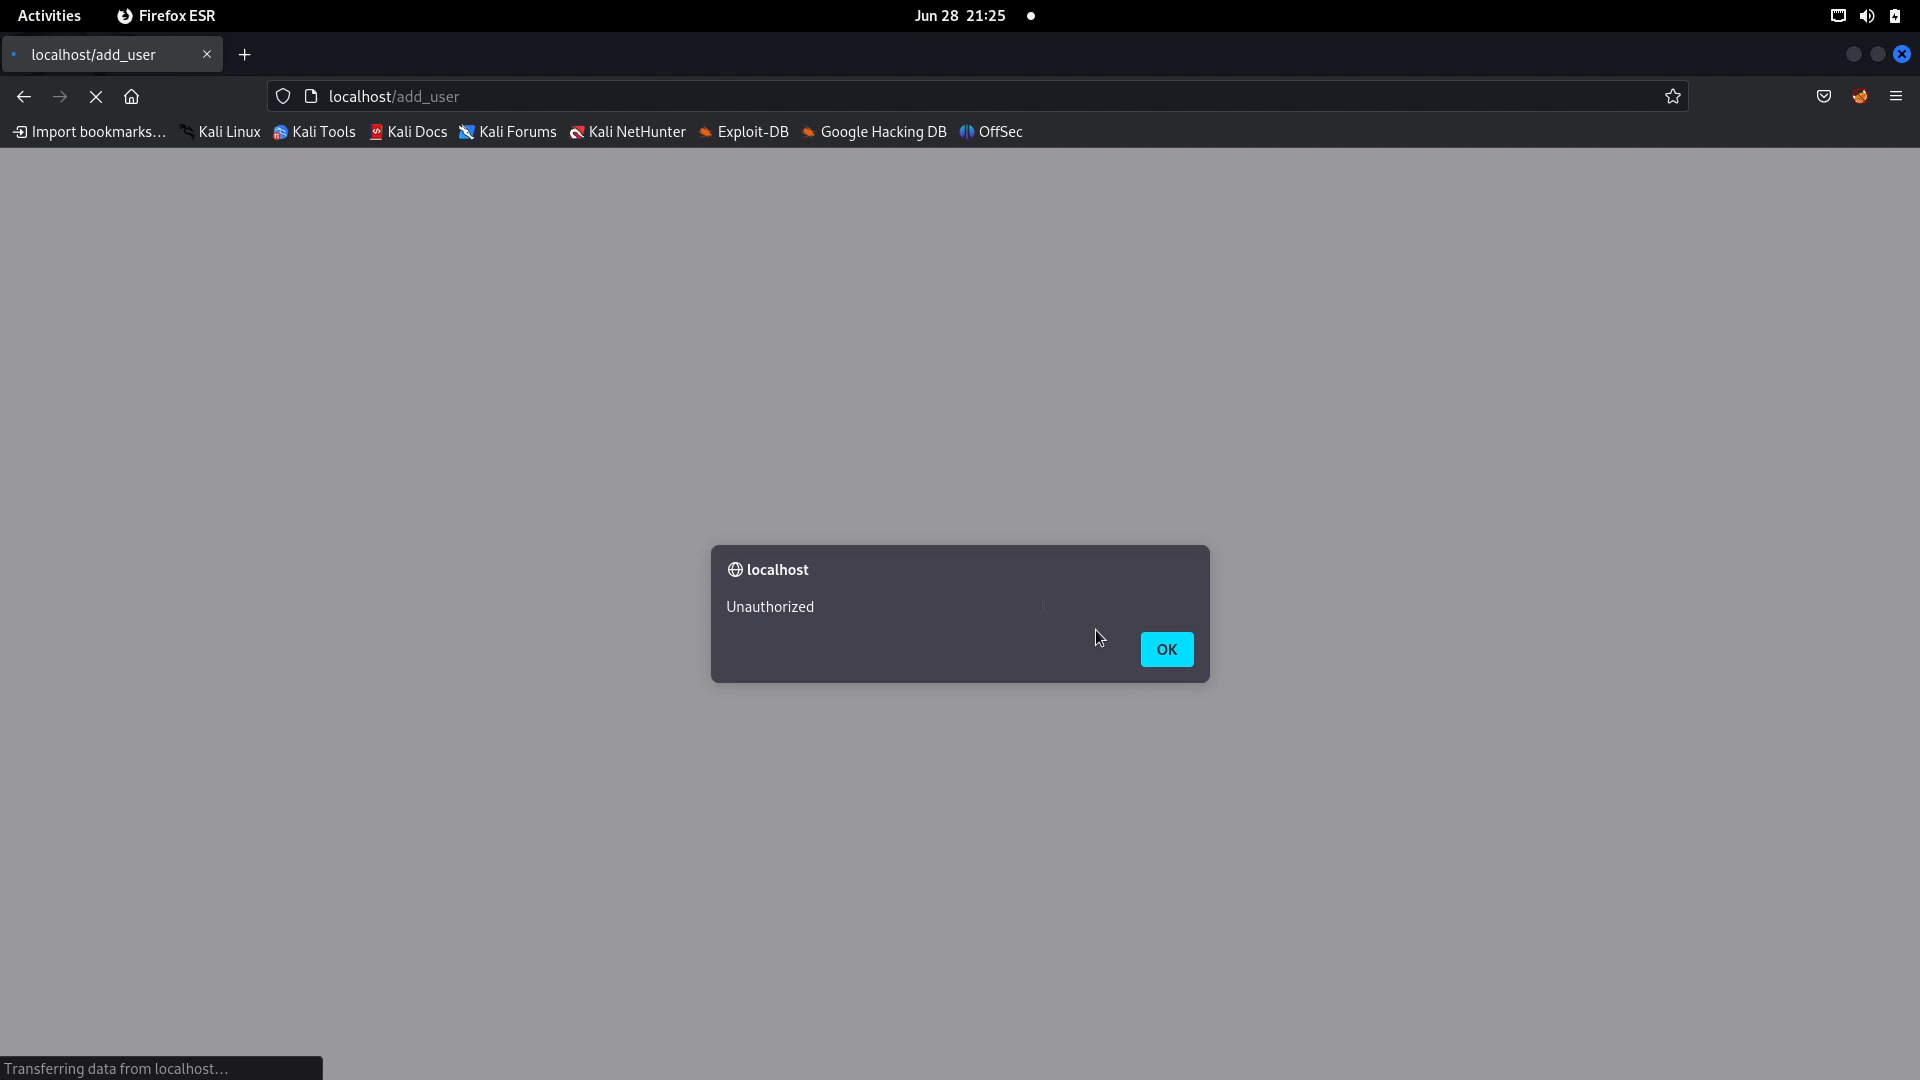 Activities Firefox ESR Jun 28 21:25
localhost/add_user
localhost/add_user
Import bookmarks... Kali Linux Kali Tools Kali Docs Kali Forums Kali NetHunter Exploit-DB Google Hacking DB OffSec
localhost
Unauthorized
OK
Transferring data from localhost...